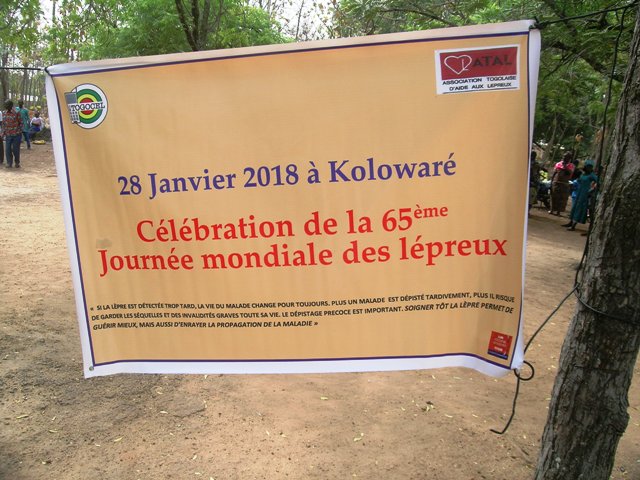 TOGOCEL
ATAL
ASSOCIATION TOGOLAISE
D'AIDE AUX LEPREUX
28 Janvier 2018 à Kolowaré
Célébration de la 65ème
Journée mondiale des lépreux
« SI LA LÈPRE EST DÉTECTÉE TROP TARD, LA VIE DU MALADE CHANGE POUR TOUJOURS. PLUS UN MALADE EST DÉPISTÉ TARDIVEMENT, PLUS IL RISQUE
DE GARDER LES SÉQUELLES ET DES INVALIDITÉS GRAVES TOUTE SA VIE. LE DÉPISTAGE PRECOCE EST IMPORTANT. SOIGNER TÔT LA LÈPRE PERMET DE
GUÉRIR MIEUX, MAIS AUSSI D'ENRAYER LA PROPAGATION DE LA MALADIE »